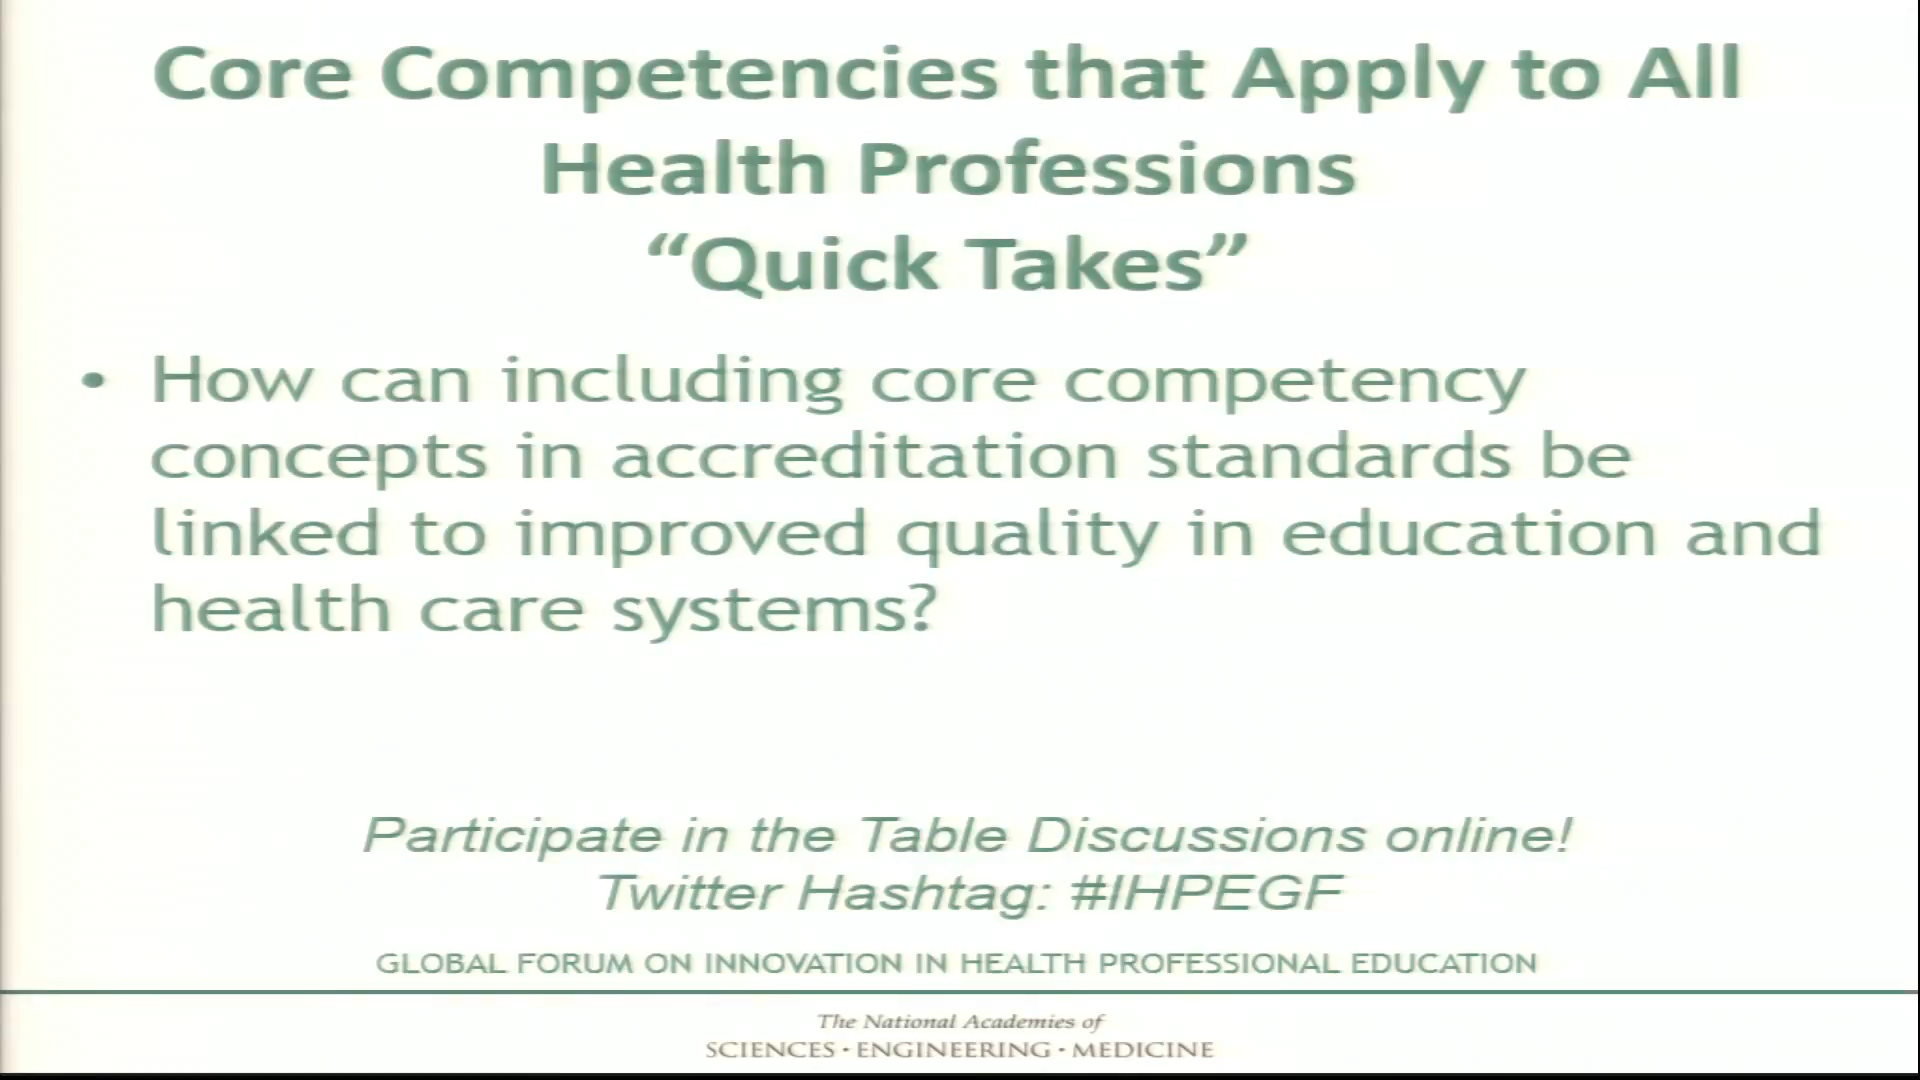 Core Competencies that Apply to All
Health Professions
“Quick Takes”
• How can including core competency
concepts in accreditation standards be
linked to improved quality in education and
health care systems?
Participate in the Table Discussions online!
Twitter Hashtag: #IHPEGF
GLOBAL FORUM ON INNOVATION IN HEALTH PROFESSIONAL EDUCATION
The National Academies of
SCIENCES · ENGINEERING · MEDICINE